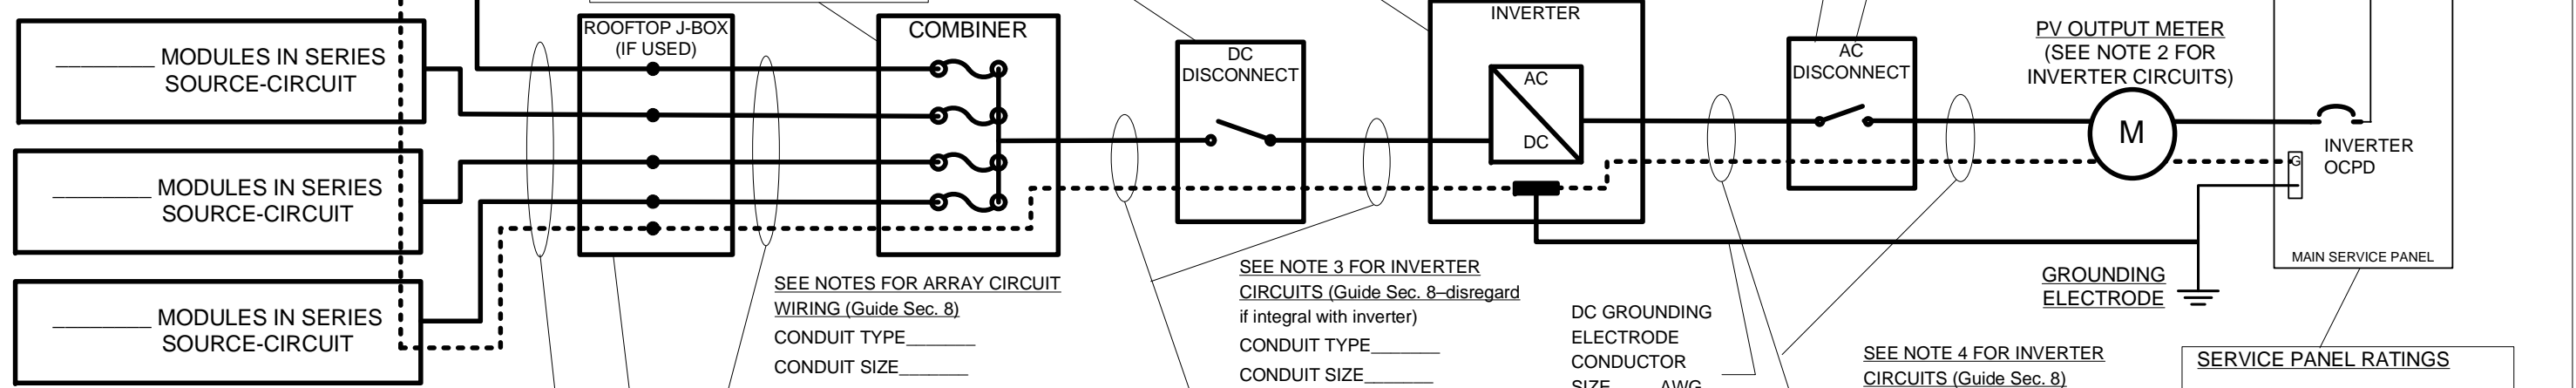 _________ MODULES IN SERIES
SOURCE-CIRCUIT
_________ MODULES IN SERIES
SOURCE-CIRCUIT
_________ MODULES IN SERIES
SOURCE-CIRCUIT
ROOFTOP J-BOX
(IF USED)
COMBINER
SEE NOTES FOR ARRAY CIRCUIT
WIRING (Guide Sec. 8)
CONDUIT TYPE_______
CONDUIT SIZE_______
DC
DISCONNECT
SEE NOTE 3 FOR INVERTER
CIRCUITS (Guide Sec. 8–disregard
if integral with inverter)
CONDUIT TYPE_______
CONDUIT SIZE_______
INVERTER
AC
DC
DC GROUNDING
ELECTRODE
CONDUCTOR
SIZE____AWG
AC
DISCONNECT
SEE NOTE 4 FOR INVERTER
CIRCUITS (Guide Sec. 8)
PV OUTPUT METER
(SEE NOTE 2 FOR
INVERTER CIRCUITS)
M
GROUNDING
ELECTRODE
G
INVERTER
OCPD
MAIN SERVICE PANEL
SERVICE PANEL RATINGS